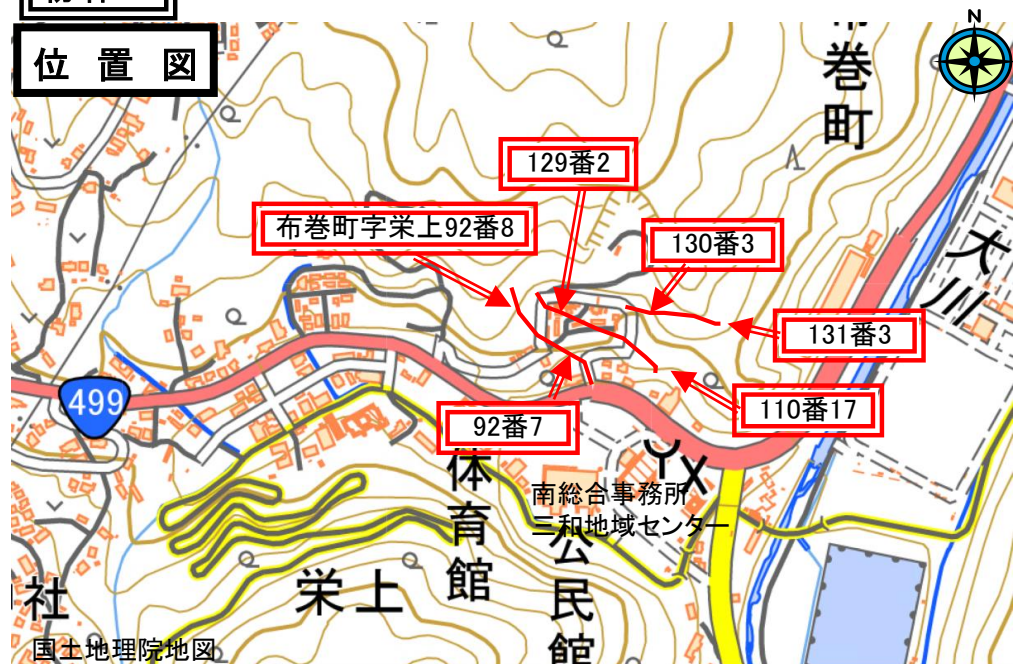 位置図
N
巻町
129番2
布巻町字栄上92番8
130番3
大川
131番3
499
110番17
92番7
体育館
南総合事務所
三和地域センター
公民館
栄上
社
国土地理院地図